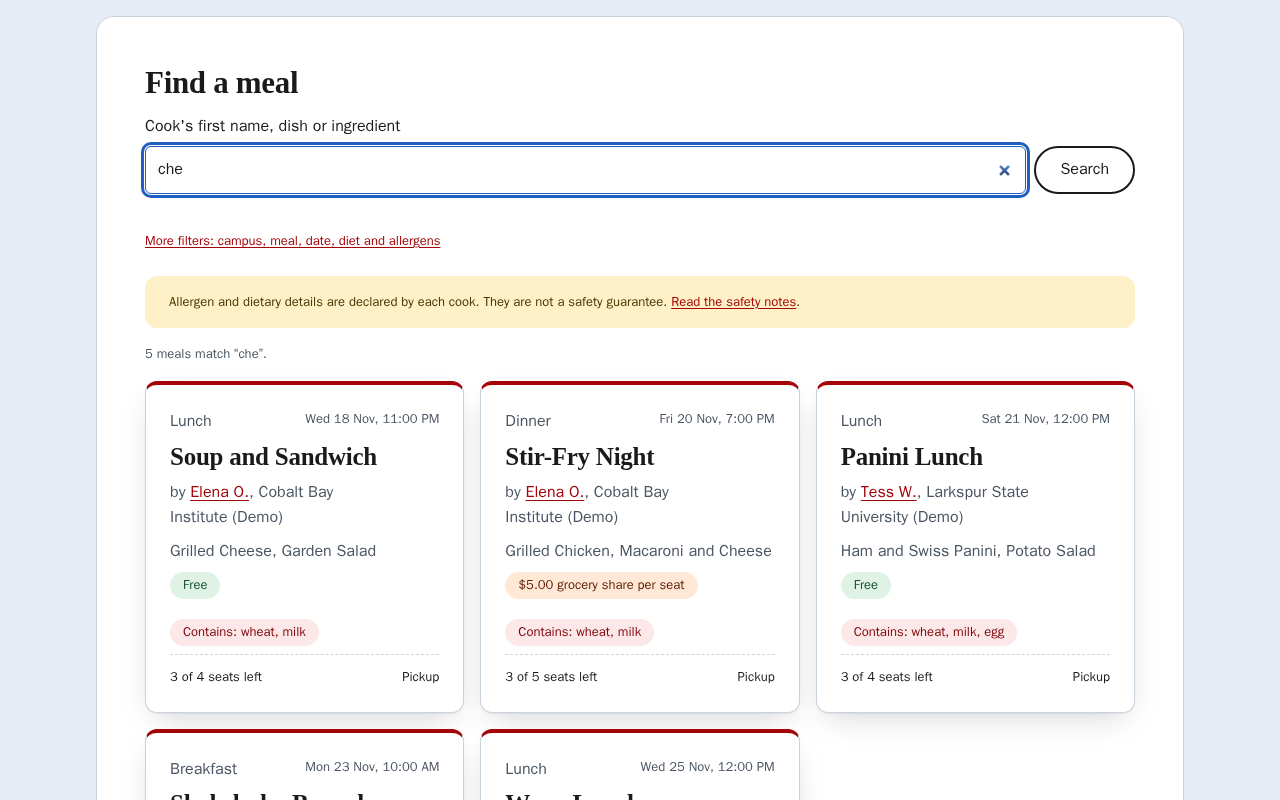 Find a meal
Cook's first name, dish or ingredient
che
Search
More filters: campus, meal, date, diet and allergens
Allergen and dietary details are declared by each cook. They are not a safety guarantee. Read the safety notes.
5 meals match “che”.
Lunch
Wed 18 Nov, 11:00 PM
Soup and Sandwich
by Elena O., Cobalt Bay
Institute (Demo)
Grilled Cheese, Garden Salad
Free
Contains: wheat, milk
3 of 4 seats left
Pickup
Dinner
Fri 20 Nov, 7:00 PM
Stir-Fry Night
by Elena O., Cobalt Bay
Institute (Demo)
Grilled Chicken, Macaroni and Cheese
$5.00 grocery share per seat
Contains: wheat, milk
3 of 5 seats left
Pickup
Lunch
Sat 21 Nov, 12:00 PM
Panini Lunch
by Tess W., Larkspur State
University (Demo)
Ham and Swiss Panini, Potato Salad
Free
Contains: wheat, milk, egg
3 of 4 seats left
Pickup
Breakfast
Mon 23 Nov, 10:00 AM
Lunch
Wed 25 Nov, 12:00 PM